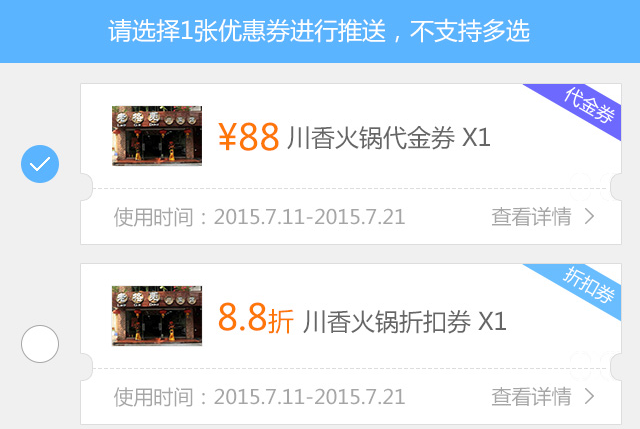 请选择1张优惠券进行推送，不支持多选
代金券
¥88 川香火锅代金券 X1
使用时间：2015.7.11-2015.7.21
查看详情
折扣券
8.8折 川香火锅折扣券 X1
使用时间：2015.7.11-2015.7.21
查看详情